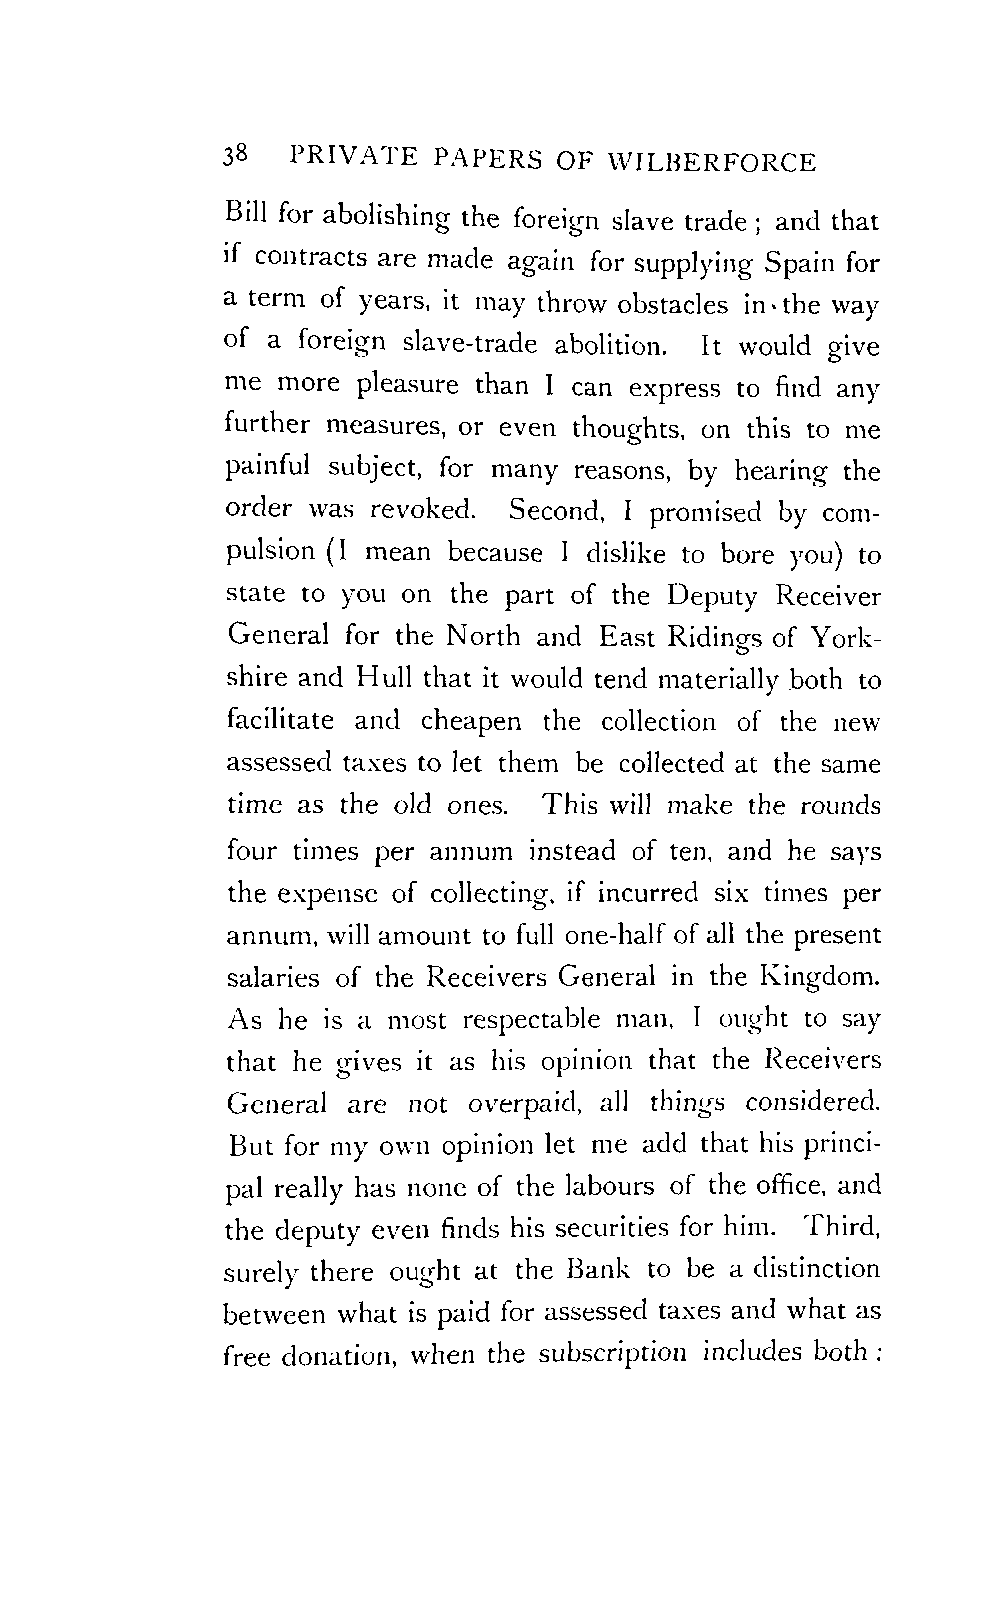 38 PRIVATE PAPERS OF WILBERFORCE
Bill for abolishing the foreign slave trade; and that
if contracts are made again for supplying Spain for
a term of years, it may throw obstacles in the way
of a foreign slave-trade abolition. It would give
me more pleasure than I can express to find any
further measures, or even thoughts, on this to me
painful subject, for many reasons, by hearing the
order was revoked. Second, I promised by com-
pulsion (I mean because I dislike to bore you) to
state to you on the part of the Deputy Receiver
General for the North and East Ridings of York-
shire and Hull that it would tend materially both to
facilitate and cheapen the collection of the new
assessed taxes to let them be collected at the same
time as the old ones. This will make the rounds
four times per annum instead of ten, and he says
the expense of collecting, if incurred six times per
annum, will amount to full one-half of all the present
salaries of the Receivers General in the Kingdom.
As he is a most respectable man, I ought to say
that he gives it as his opinion that the Receivers
General are not overpaid, all things considered.
But for my own opinion let me add that his princi-
pal really has none of the labours of the office, and
the deputy even finds his securities for him. Third,
surely there ought at the Bank to be a distinction
between what is paid for assessed taxes and what as
free donation, when the subscription includes both: